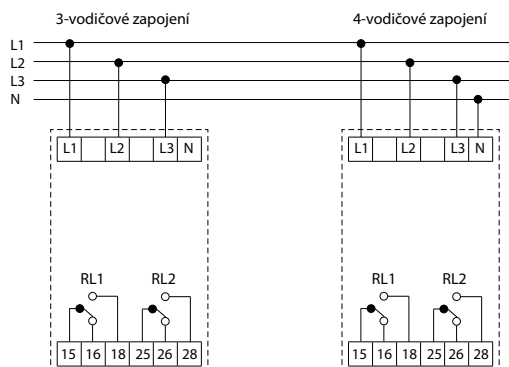 3-vodičové zapojení 4-vodičové zapojení
L1
L2
L3
N
L1 L2 L3 N L1 L2 L3 N
RL1 RL2 RL1 RL2
15 16 18 25 26 28 15 16 18 25 26 28